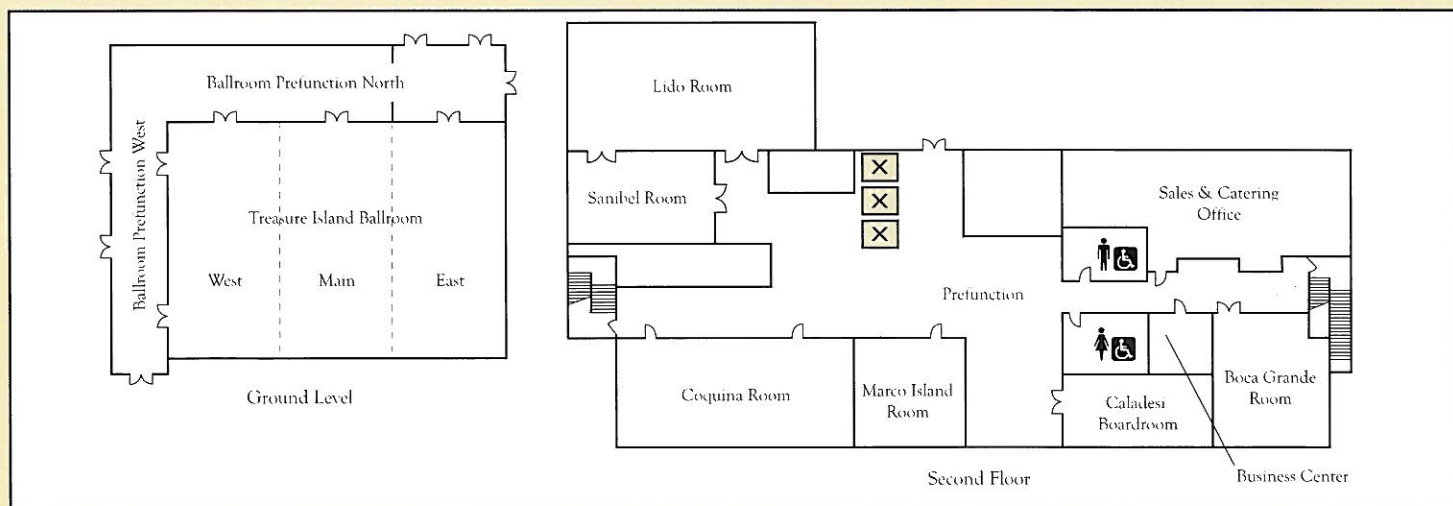 Ballroom Prefunction North
Ballroom Prefunction West
Treasure Island Ballroom
West
Main
East
Ground Level
Lido Room
Sanibel Room
Sales & Catering
Office
Prefunction
Coquina Room
Marco Island
Room
Caladesi
Boardroom
Boca Grande
Room
Business Center
Second Floor